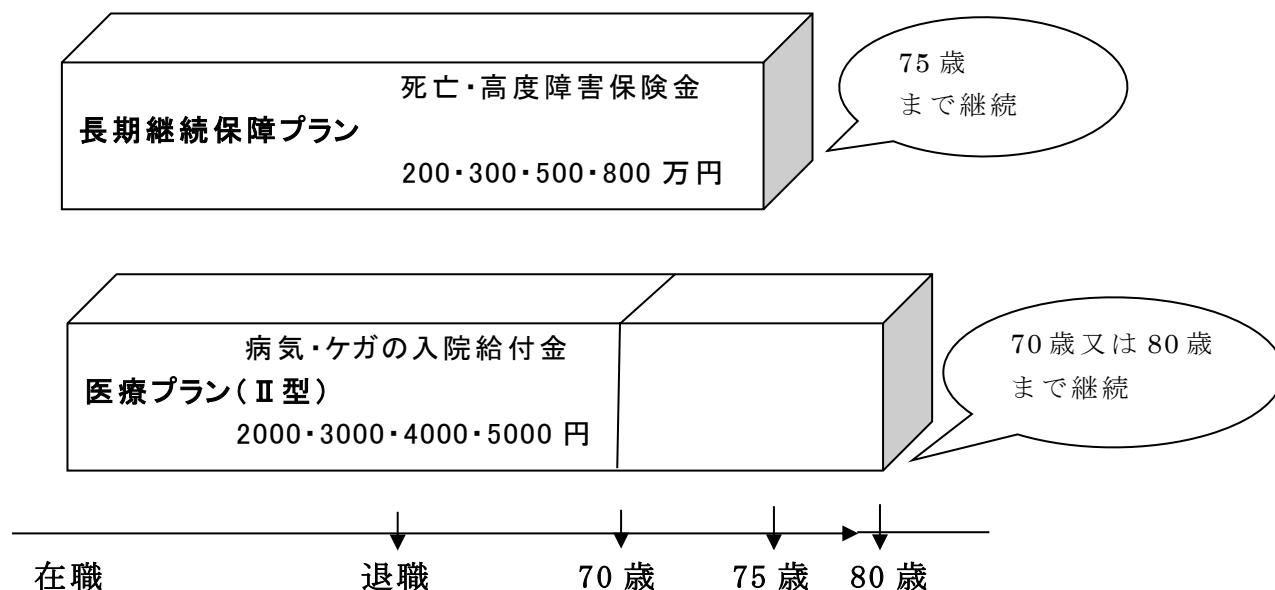 死亡・高度障害保険金
長期継続保障プラン
200・300・500・800 万円
75 歳
まで継続
病気・ケガの入院給付金
医療プラン(Ⅱ型)
2000・3000・4000・5000 円
70 歳又は 80 歳
まで継続
在職 退職 70 歳 75 歳 80 歳